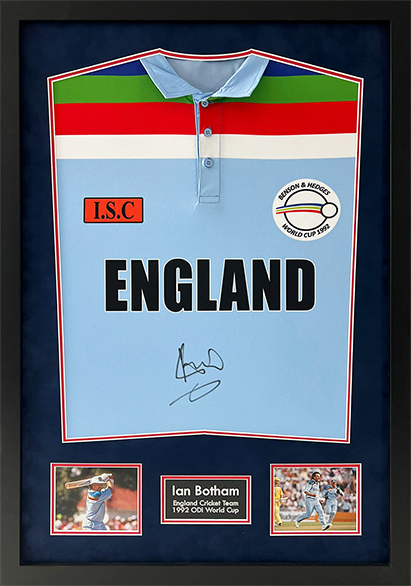 I.S.C
BENSON & HEDGES
WORLD CUP 1992
ENGLAND
Ian Botham
England Cricket Team
1992 ODI World Cup